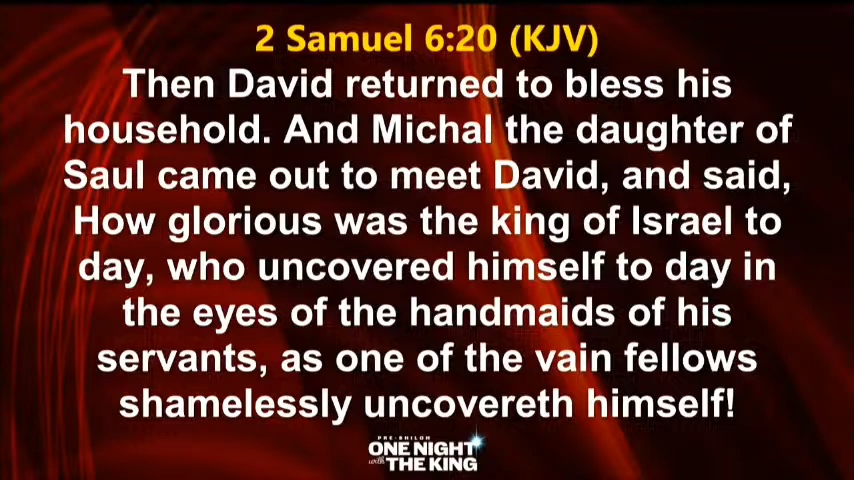 2 Samuel 6:20 (KJV)
Then David returned to bless his
household. And Michal the daughter of
Saul came out to meet David, and said,
How glorious was the king of Israel to
day, who uncovered himself to day in
the eyes of the handmaids of his
servants, as one of the vain fellows
shamelessly uncovereth himself!
PRE-SHILOH
ONE NIGHT
with THE KING